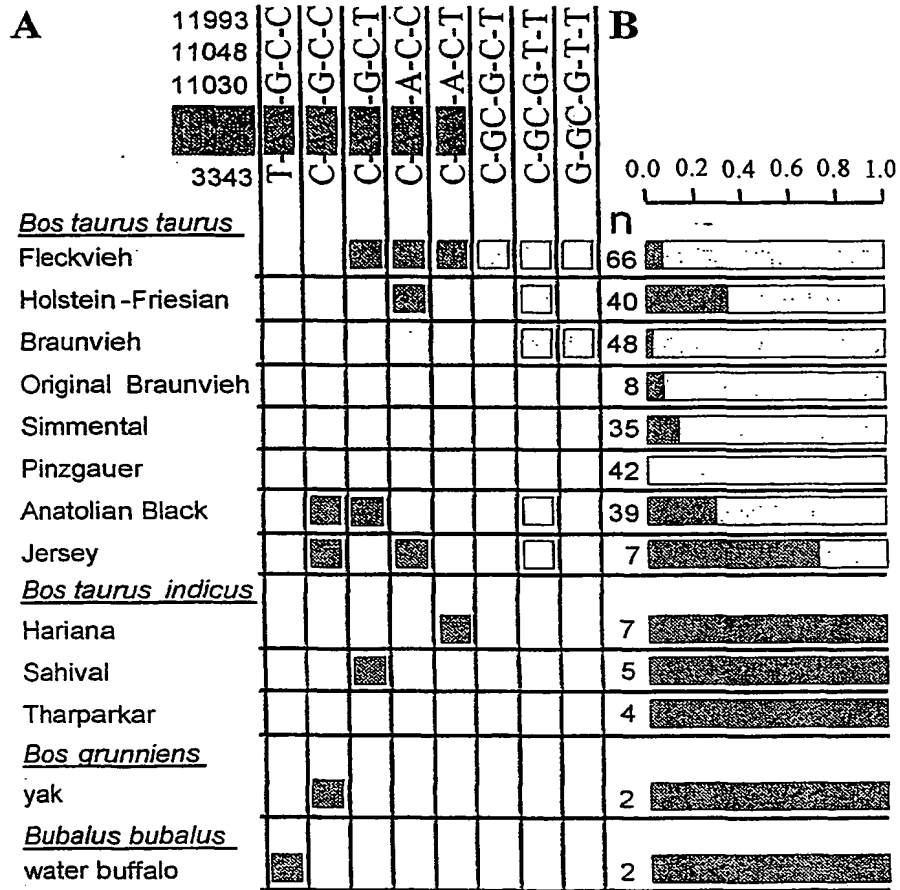 A
B
11993
11048
11030
3343
T- -G-C-C
C- -G-C-C
C- -G-C-T
C- -A-C-C
C- -A-C-T
C-GC-G-C-T
C-GC-G-T-T
G-GC-G-T-T
0.0 0.2 0.4 0.6 0.8 1.0
Bos taurus taurus n
Fleckvieh 66
Holstein-Friesian 40
Braunvieh 48
Original Braunvieh 8
Simmental 35
Pinzgauer 42
Anatolian Black 39
Jersey 7
Bos taurus indicus
Hariana 7
Sahival 5
Tharparkar 4
Bos grunniens
yak 2
Bubalus bubalus
water buffalo 2